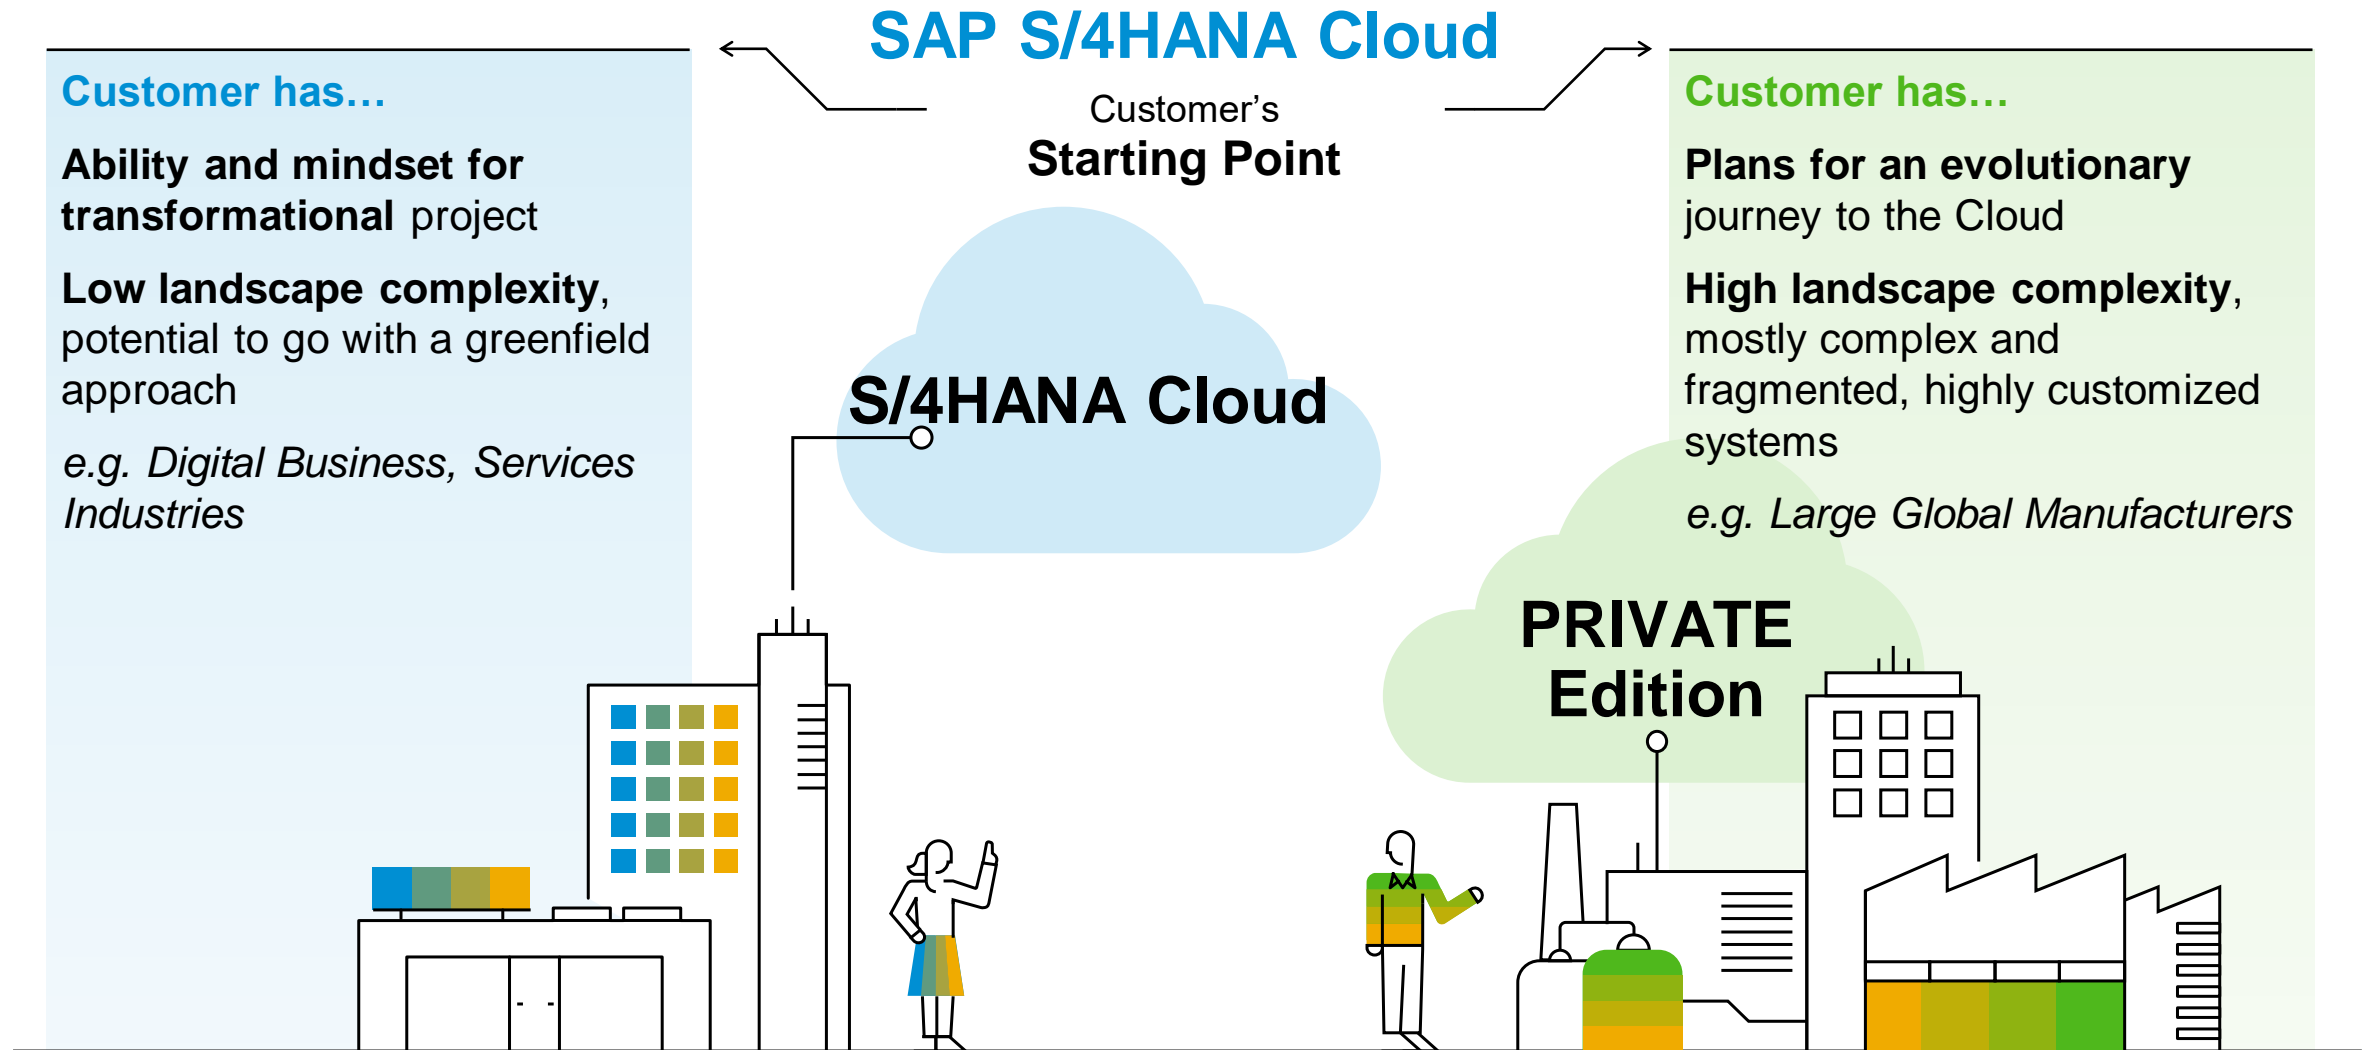 SAP S/4HANA Cloud
Customer's
Starting Point
Customer has…
Ability and mindset for
transformational project
Low landscape complexity,
potential to go with a greenfield
approach
e.g. Digital Business, Services
Industries
S/4HANA Cloud
Customer has…
Plans for an evolutionary
journey to the Cloud
High landscape complexity,
mostly complex and
fragmented, highly customized
systems
e.g. Large Global Manufacturers
PRIVATE
Edition